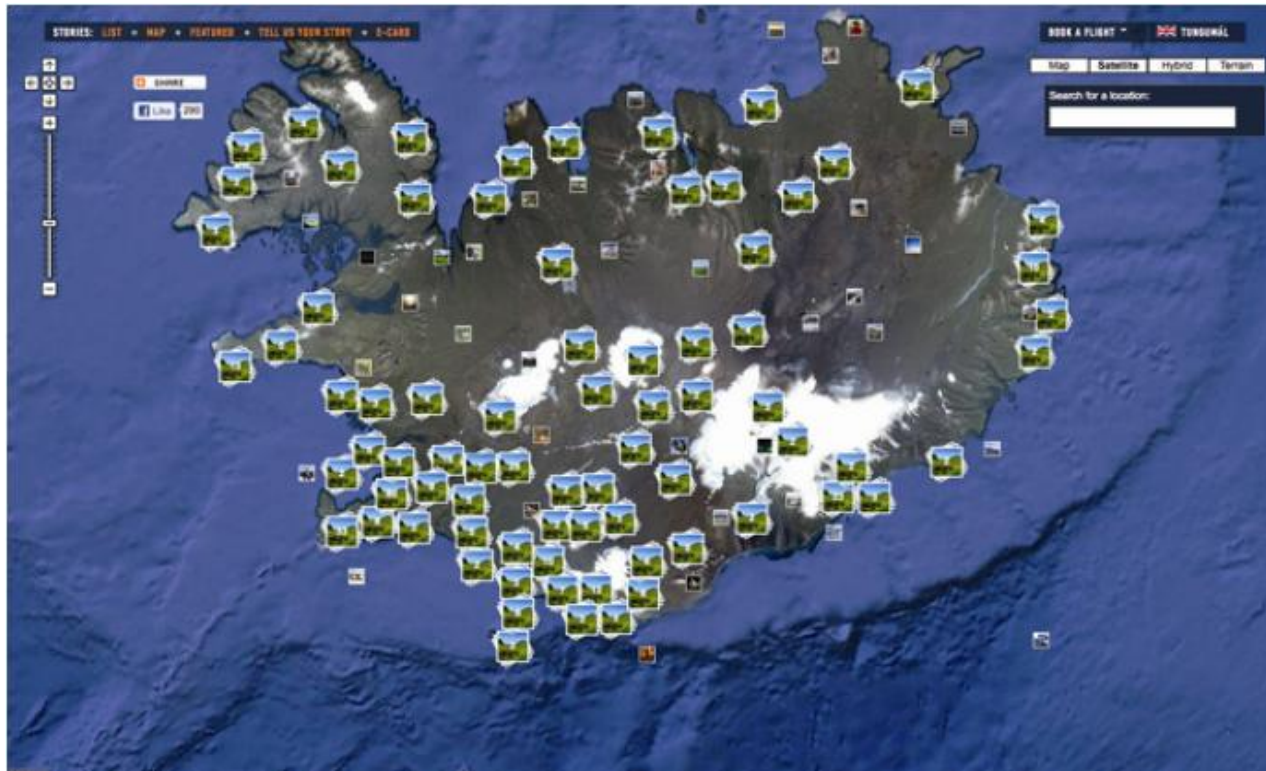 STORIES: LIST • MAP • FEATURED • TELL US YOUR STORY • E-CARD
BOOK A FLIGHT
TUNGUMÁL
SHARE
Like 290
Map Satellite Hybrid Terrain
Search for a location: